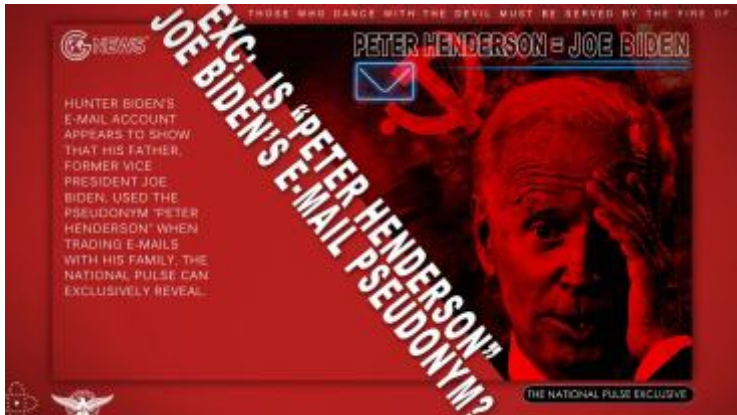 THOSE WHO DANCE WITH THE DEVIL MUST BE SERVED BY THE FIRE OF
G NEWS
PETER HENDERSON = JOE BIDEN
EXC: IS "PETER HENDERSON"
JOE BIDEN'S E-MAIL PSEUDONYM?
HUNTER BIDEN'S
E-MAIL ACCOUNT
APPEARS TO SHOW
THAT HIS FATHER,
FORMER VICE
PRESIDENT JOE
BIDEN, USED THE
PSEUDONYM "PETER
HENDERSON" WHEN
TRADING E-MAILS
WITH HIS FAMILY, THE
NATIONAL PULSE CAN
EXCLUSIVELY REVEAL.
THE NATIONAL PULSE EXCLUSIVE